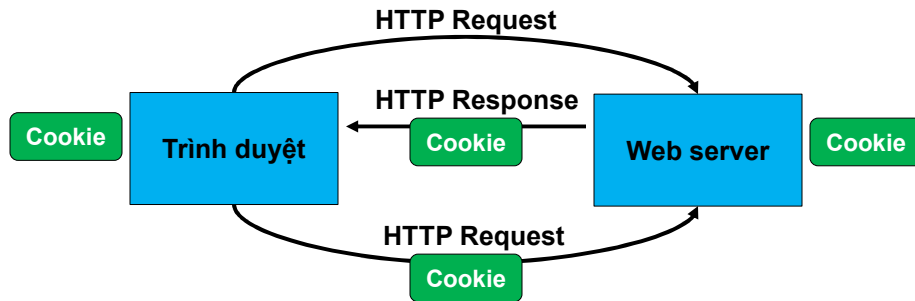 HTTP Request
HTTP Response
Cookie
Cookie
Trình duyệt
Web server
Cookie
HTTP Request
Cookie